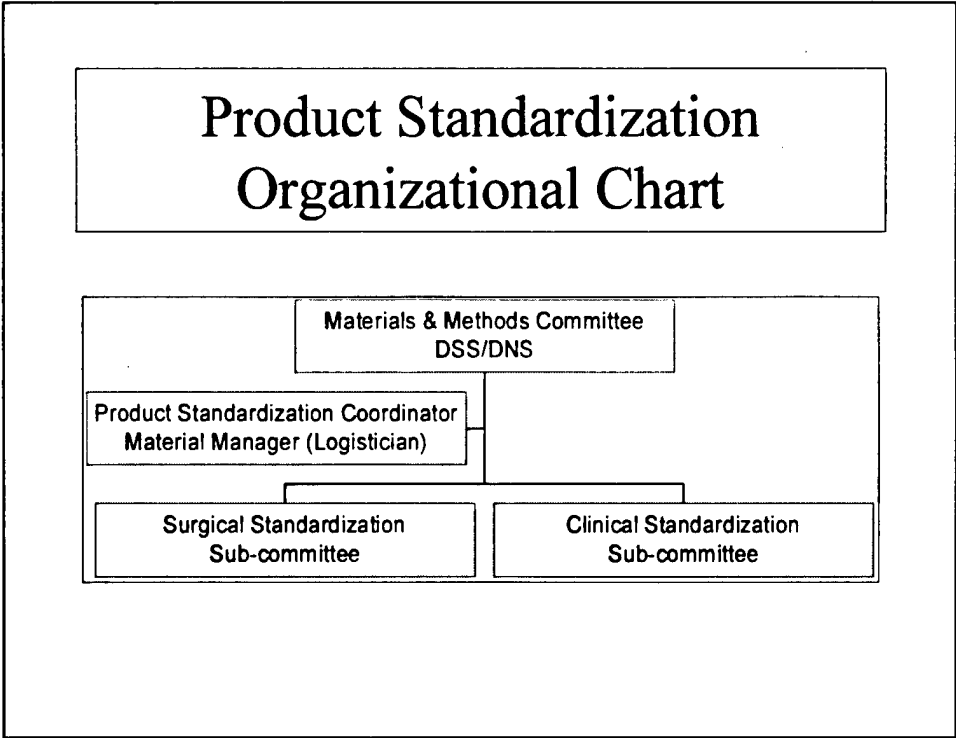 Product Standardization
Organizational Chart
Materials & Methods Committee
DSS/DNS
Product Standardization Coordinator
Material Manager (Logistician)
Surgical Standardization
Sub-committee
Clinical Standardization
Sub-committee